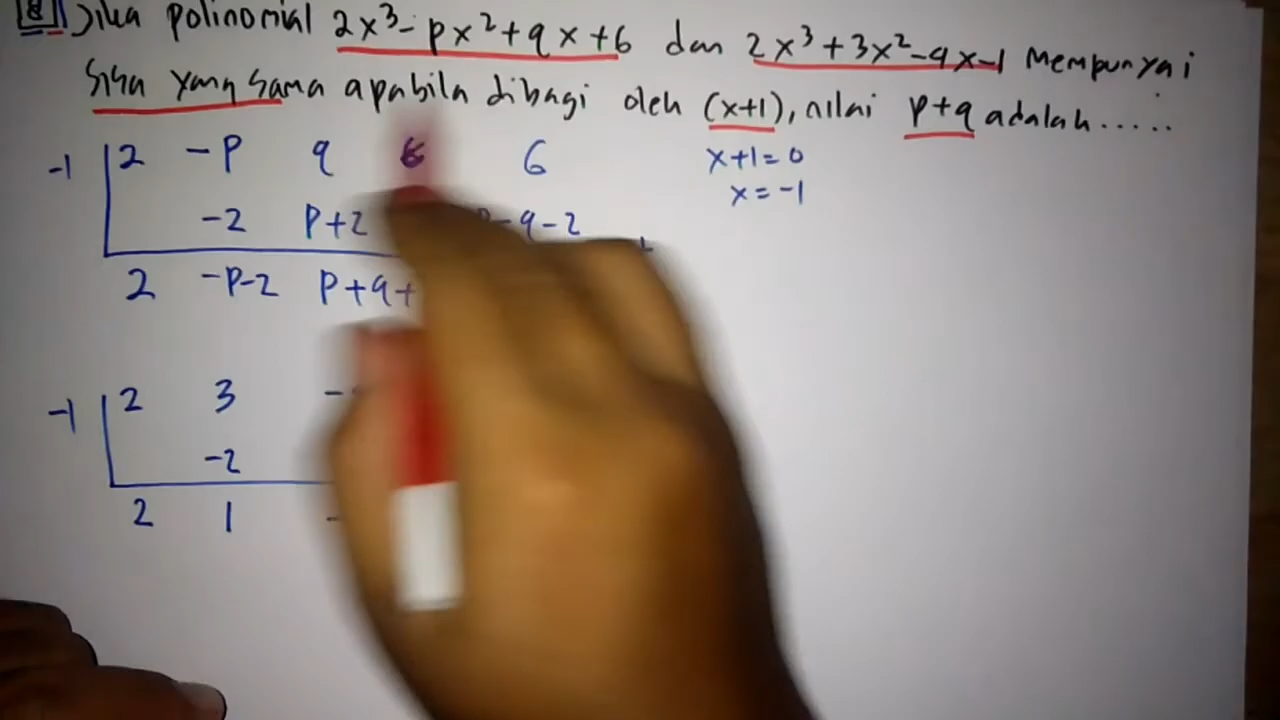 8 Jika polinomial 2x³-px²+qx+6 dan 2x³+3x²-4x-1 mempunyai
sisa yang sama apabila dibagi oleh (x+1), nilai p+q adalah.....
-1 2 -p q 6
x+1=0
-2 p+2 -q-2
x=-1
2 -p-2 p+q+
-1 2 3 -
-2
2 1 -